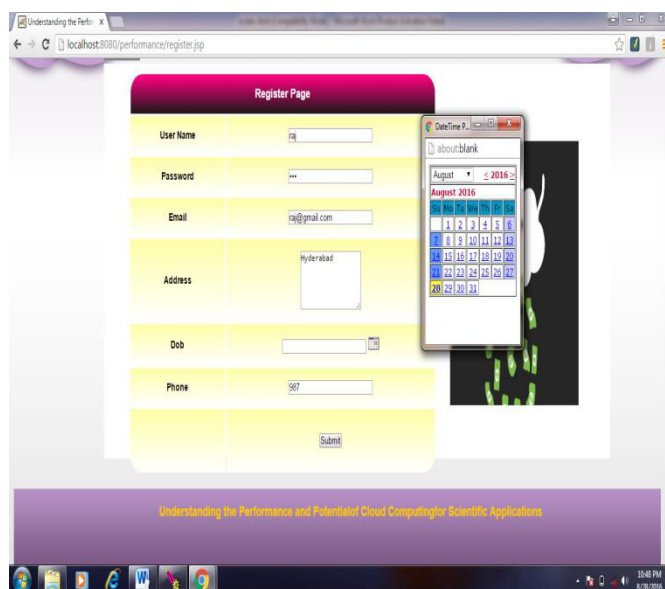 Understanding the Perfo x
localhost:8080/performance/register.jsp
Register Page
User Name raj
Password •••
Email raj@gmail.com
Address Hyderabad
Dob
Phone 987
Submit
DateTime P...
about:blank
August < 2016 >
August 2016
Su Mo Tu We Th Fr Sa
1 2 3 4 5 6
7 8 9 10 11 12 13
14 15 16 17 18 19 20
21 22 23 24 25 26 27
28 29 30 31
Understanding the Performance and Potentialof Cloud Computingfor Scientific Applications
10:48 PM
8/28/2016